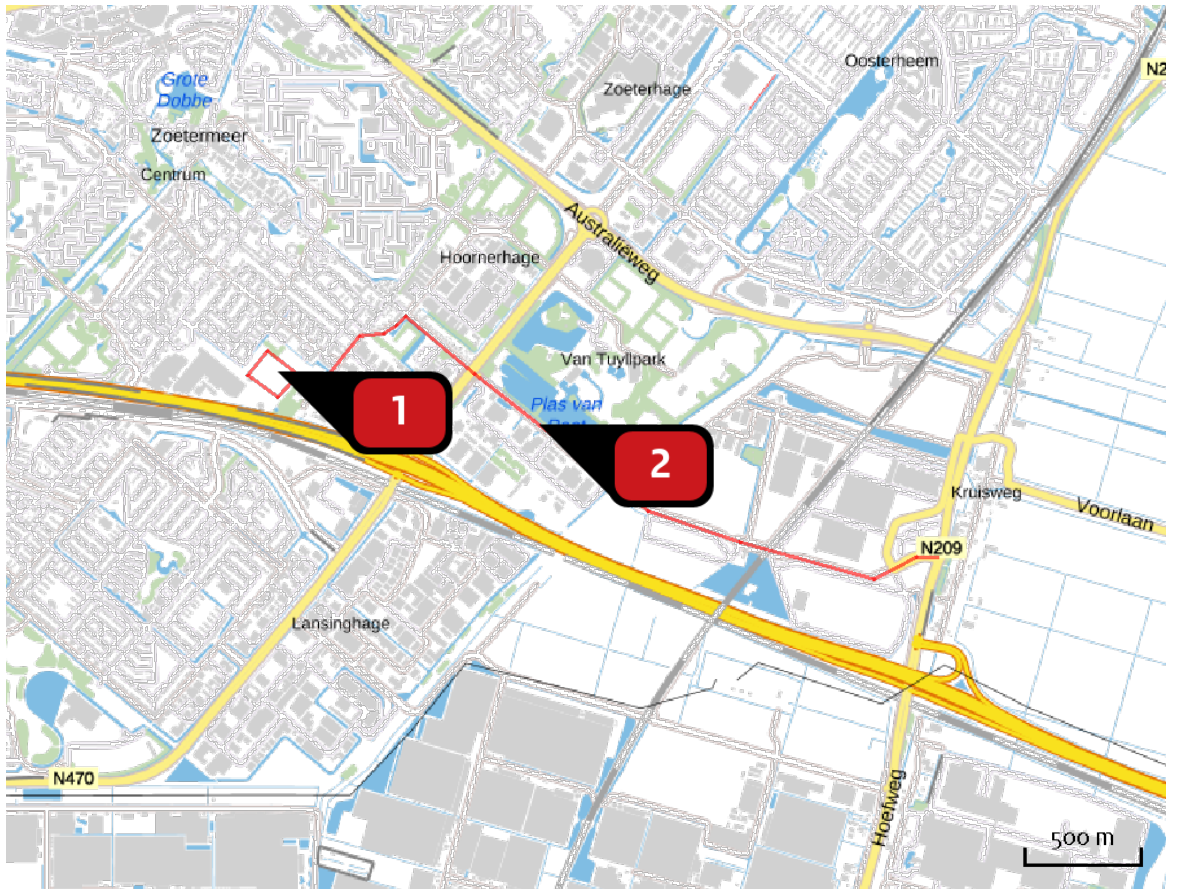 Grote
Dobbe
Zoetermeer
Centrum
Zoeterhage
Oosterheem
N2
Australiëweg
Hoornerhage
Van Tuyllpark
Plas van
1
2
Kruisweg
Voorlaan
N209
Lansinghage
N470
Hoefweg
500 m